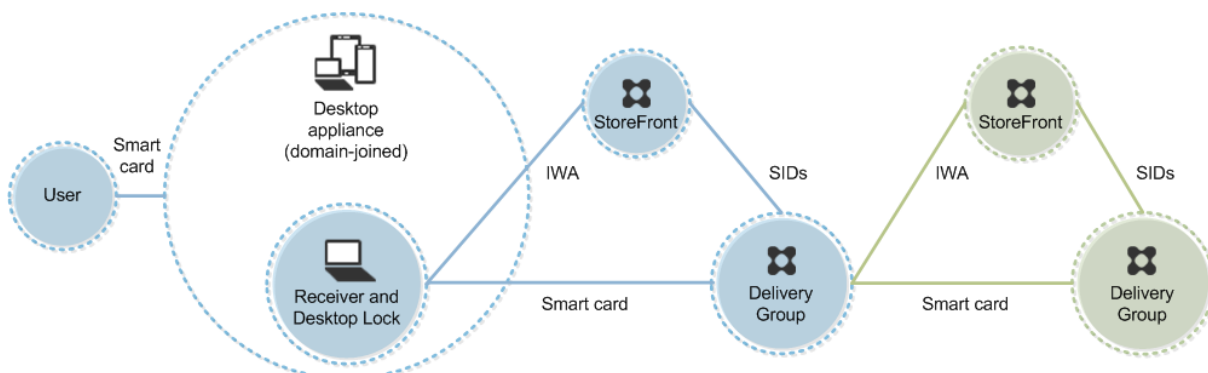 User
Smart
card
Desktop
appliance
(domain-joined)
Receiver and
Desktop Lock
IWA
StoreFront
SIDs
Smart card
Delivery
Group
IWA
StoreFront
SIDs
Smart card
Delivery
Group